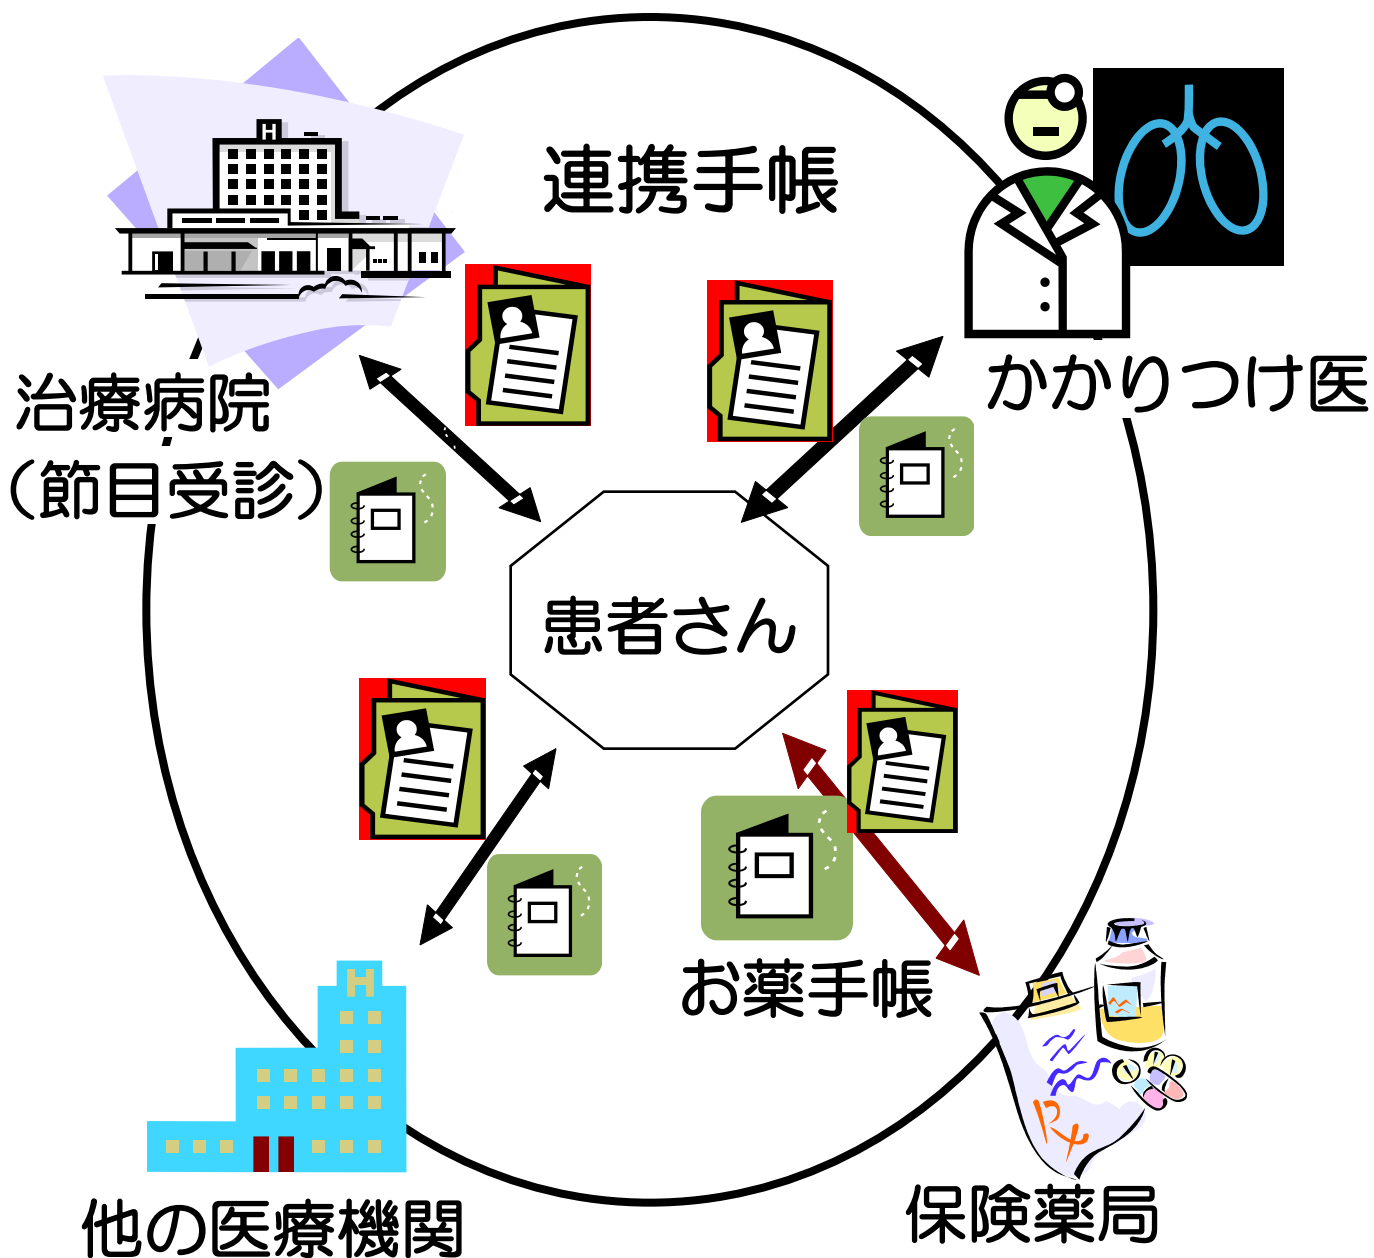 H
連携手帳
かかりつけ医
治療病院
（節目受診）
患者さん
お薬手帳
H
Rx
他の医療機関
保険薬局